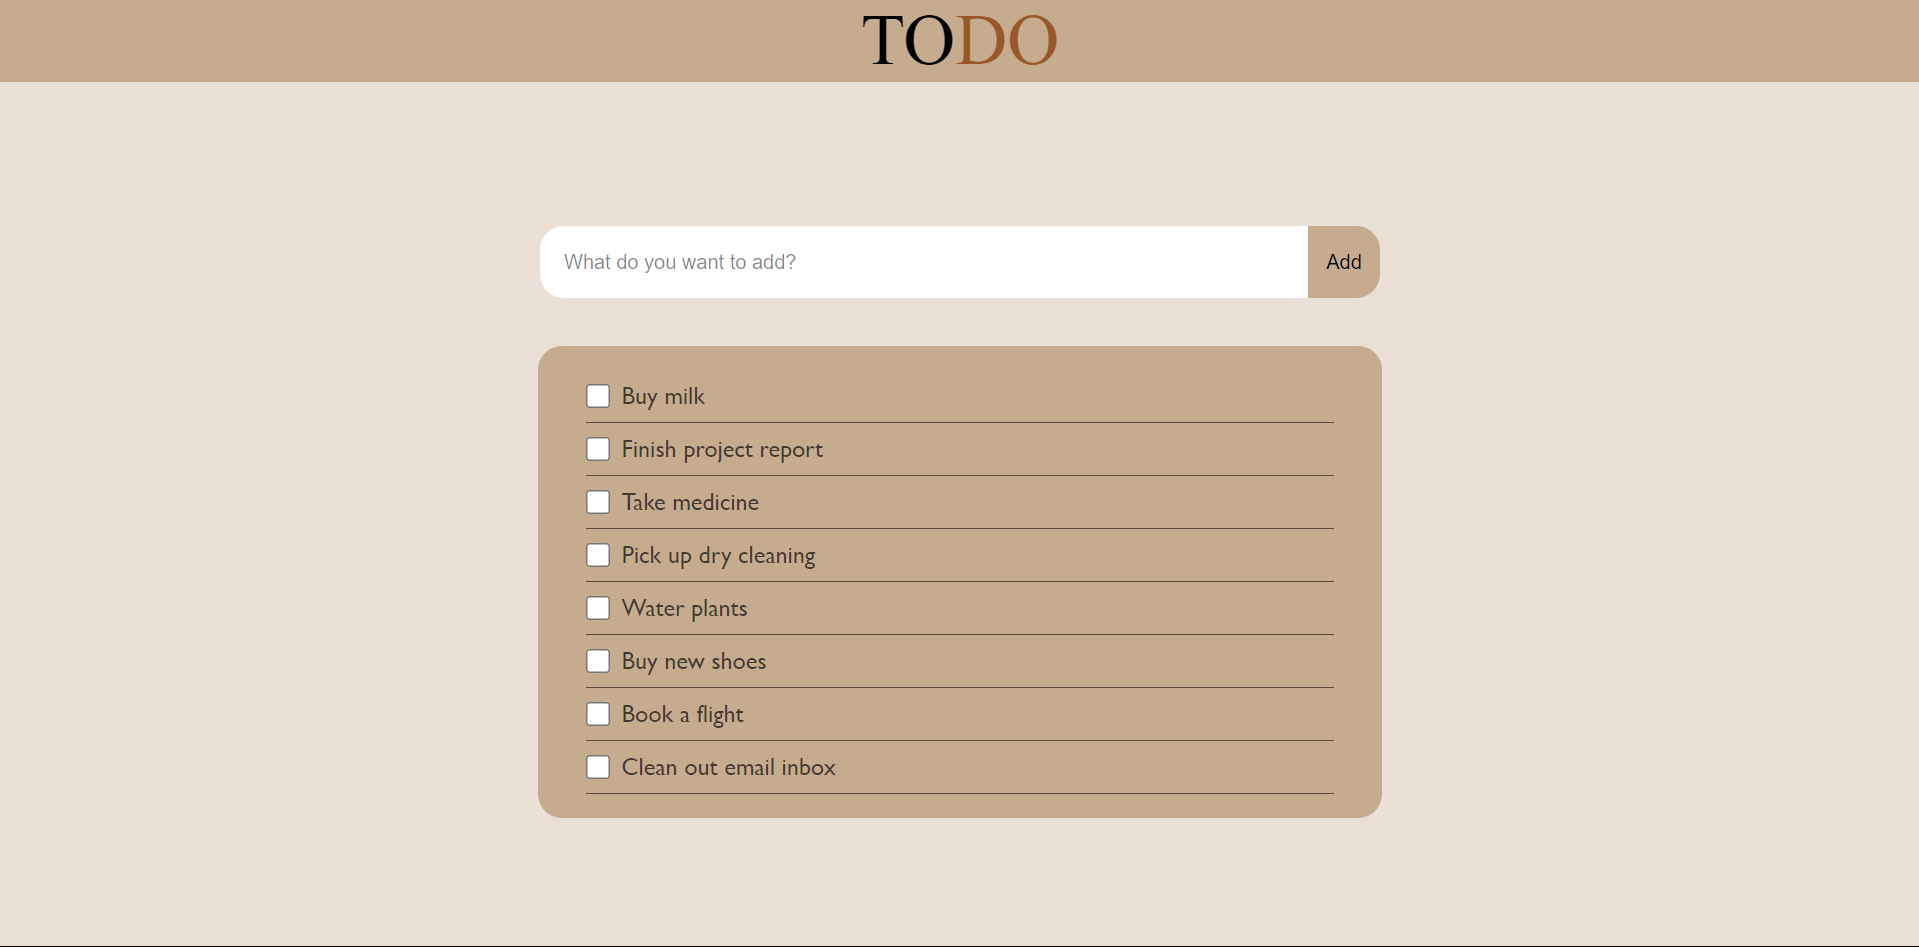 TODO
What do you want to add?
Add
Buy milk
Finish project report
Take medicine
Pick up dry cleaning
Water plants
Buy new shoes
Book a flight
Clean out email inbox